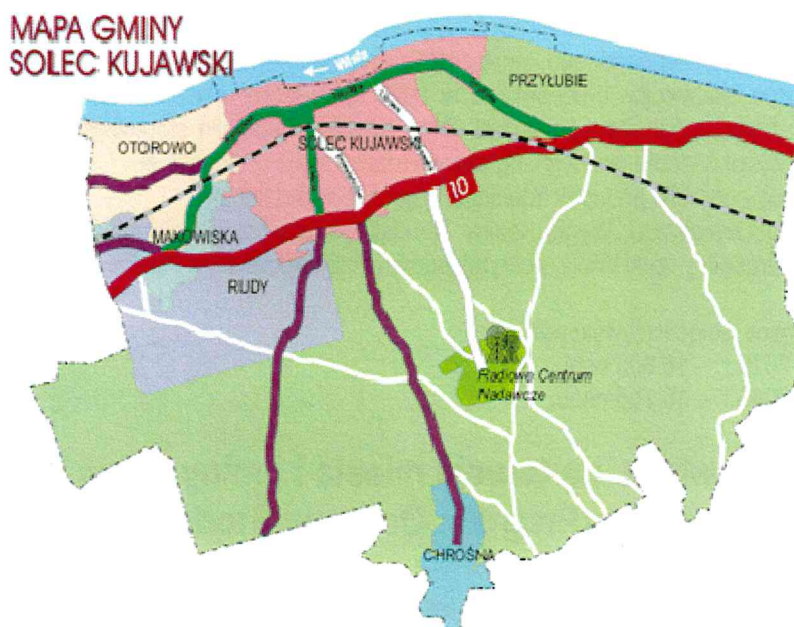 MAPA GMINY
SOLEC KUJAWSKI
← Wisła
PRZYŁUBIE
OTOROWO
SOLEC KUJAWSKI
10
MAKOWISKA
RUDY
Radiowe Centrum
Nadawcze
CHROŚNA